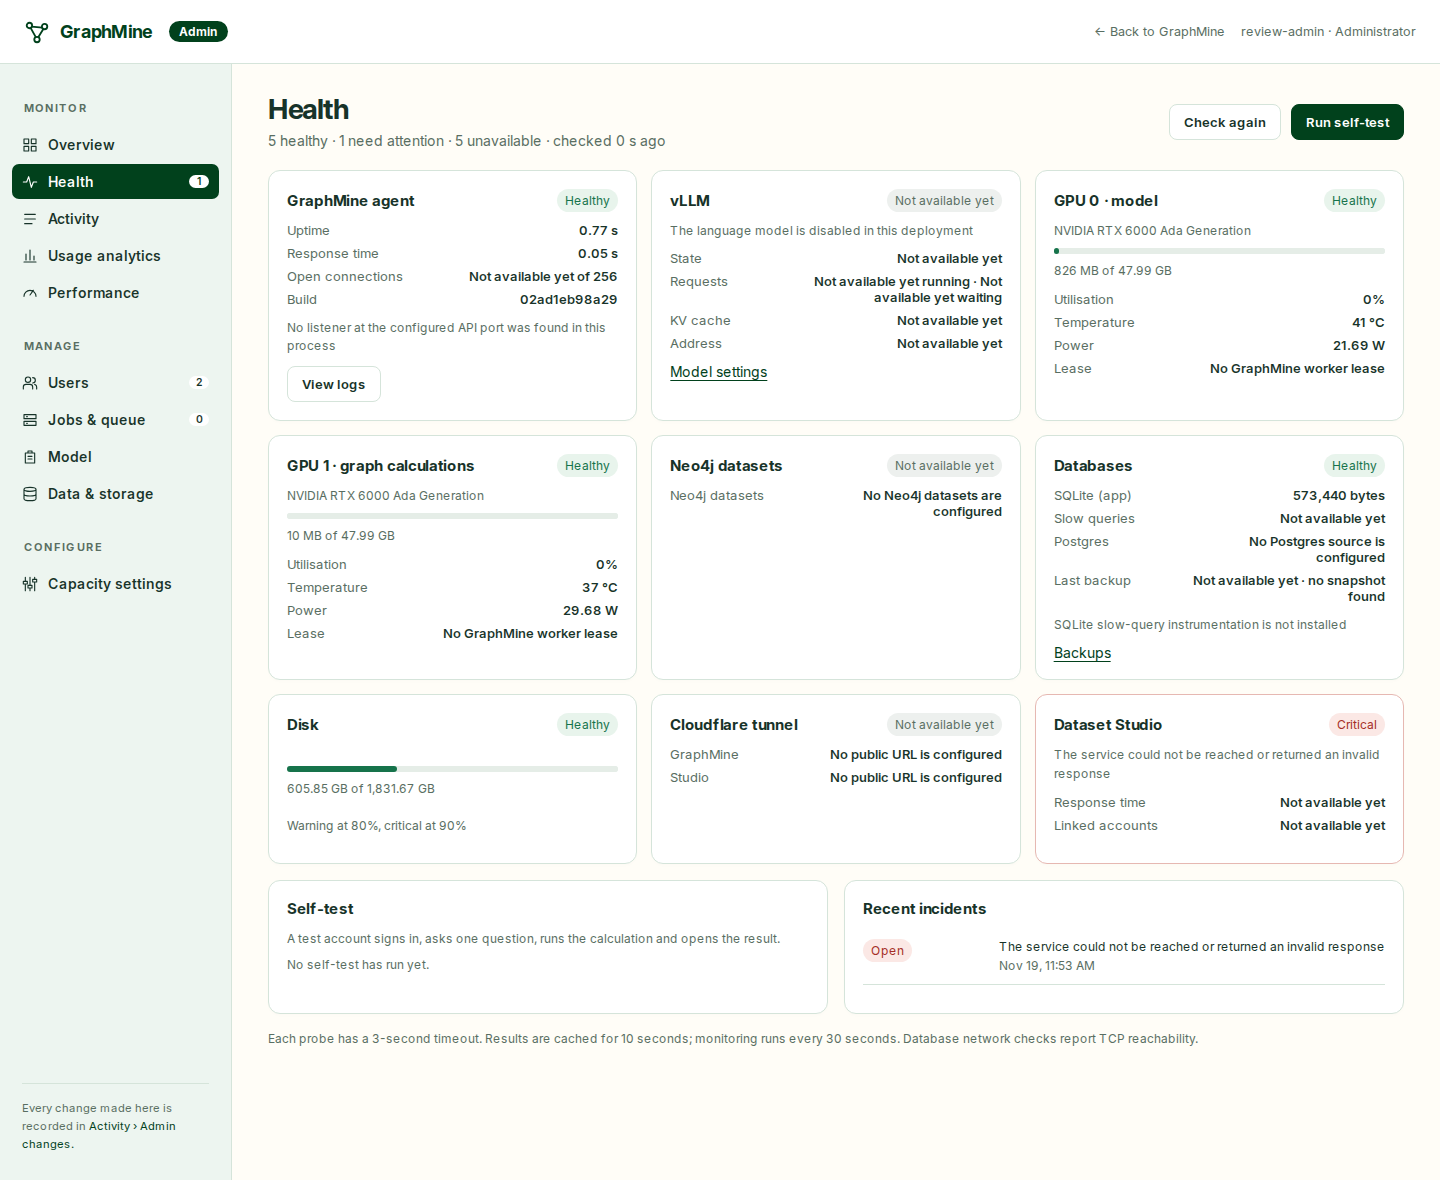 GraphMine Admin
← Back to GraphMine review-admin · Administrator
MONITOR
Overview
Health 1
Activity
Usage analytics
Performance
MANAGE
Users 2
Jobs & queue 0
Model
Data & storage
CONFIGURE
Capacity settings
Every change made here is
recorded in Activity › Admin
changes.
Health
5 healthy · 1 need attention · 5 unavailable · checked 0 s ago
Check again
Run self-test
GraphMine agent Healthy
Uptime 0.77 s
Response time 0.05 s
Open connections Not available yet of 256
Build 02ad1eb98a29
No listener at the configured API port was found in this
process
View logs
vLLM Not available yet
The language model is disabled in this deployment
State Not available yet
Requests Not available yet running · Not
available yet waiting
KV cache Not available yet
Address Not available yet
Model settings
GPU 0 · model Healthy
NVIDIA RTX 6000 Ada Generation
826 MB of 47.99 GB
Utilisation 0%
Temperature 41 °C
Power 21.69 W
Lease No GraphMine worker lease
GPU 1 · graph calculations Healthy
NVIDIA RTX 6000 Ada Generation
10 MB of 47.99 GB
Utilisation 0%
Temperature 37 °C
Power 29.68 W
Lease No GraphMine worker lease
Neo4j datasets Not available yet
Neo4j datasets No Neo4j datasets are
configured
Databases Healthy
SQLite (app) 573,440 bytes
Slow queries Not available yet
Postgres No Postgres source is
configured
Last backup Not available yet · no snapshot
found
SQLite slow-query instrumentation is not installed
Backups
Disk Healthy
605.85 GB of 1,831.67 GB
Warning at 80%, critical at 90%
Cloudflare tunnel Not available yet
GraphMine No public URL is configured
Studio No public URL is configured
Dataset Studio Critical
The service could not be reached or returned an invalid
response
Response time Not available yet
Linked accounts Not available yet
Self-test
A test account signs in, asks one question, runs the calculation and opens the result.
No self-test has run yet.
Recent incidents
Open The service could not be reached or returned an invalid response
Nov 19, 11:53 AM
Each probe has a 3-second timeout. Results are cached for 10 seconds; monitoring runs every 30 seconds. Database network checks report TCP reachability.